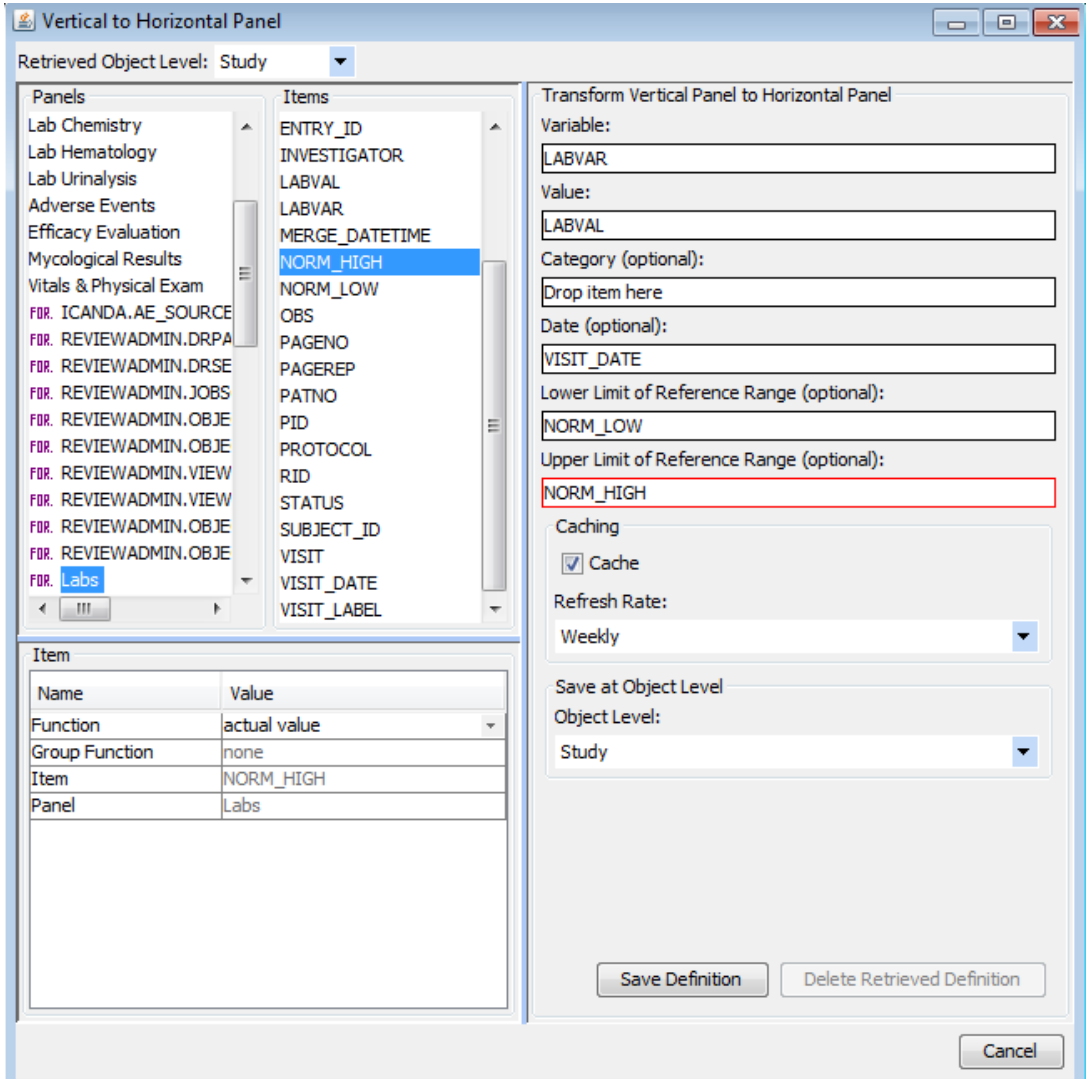 Vertical to Horizontal Panel
Retrieved Object Level: Study
Panels
Lab Chemistry
Lab Hematology
Lab Urinalysis
Adverse Events
Efficacy Evaluation
Mycological Results
Vitals & Physical Exam
FOR. ICANDA.AE_SOURCE
FOR. REVIEWADMIN.DRPA
FOR. REVIEWADMIN.DRSE
FOR. REVIEWADMIN.JOBS
FOR. REVIEWADMIN.OBJE
FOR. REVIEWADMIN.OBJE
FOR. REVIEWADMIN.VIEW
FOR. REVIEWADMIN.VIEW
FOR. REVIEWADMIN.OBJE
FOR. REVIEWADMIN.OBJE
FOR. Labs
Items
ENTRY_ID
INVESTIGATOR
LABVAL
LABVAR
MERGE_DATETIME
NORM_HIGH
NORM_LOW
OBS
PAGENO
PAGEREP
PATNO
PID
PROTOCOL
RID
STATUS
SUBJECT_ID
VISIT
VISIT_DATE
VISIT_LABEL
Item
Name Value
Function actual value
Group Function none
Item NORM_HIGH
Panel Labs
Transform Vertical Panel to Horizontal Panel
Variable:
LABVAR
Value:
LABVAL
Category (optional):
Drop item here
Date (optional):
VISIT_DATE
Lower Limit of Reference Range (optional):
NORM_LOW
Upper Limit of Reference Range (optional):
NORM_HIGH
Caching
Cache
Refresh Rate:
Weekly
Save at Object Level
Object Level:
Study
Save Definition Delete Retrieved Definition
Cancel